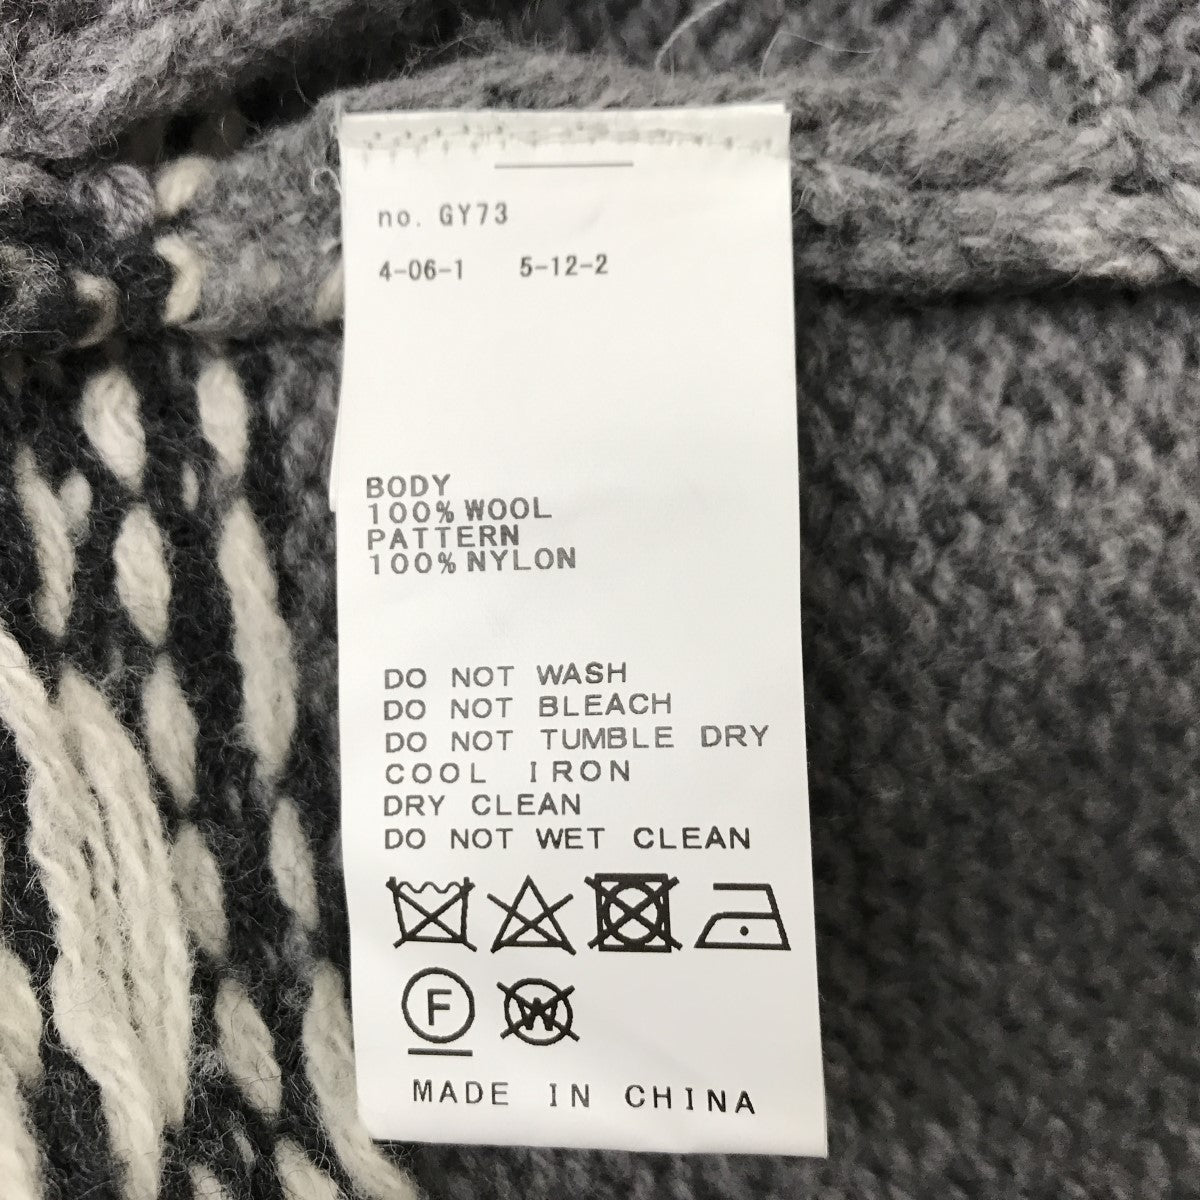 no. GY73
4-06-1 5-12-2
BODY
100% WOOL
PATTERN
100% NYLON
DO NOT WASH
DO NOT BLEACH
DO NOT TUMBLE DRY
COOL IRON
DRY CLEAN
DO NOT WET CLEAN
F W
MADE IN CHINA